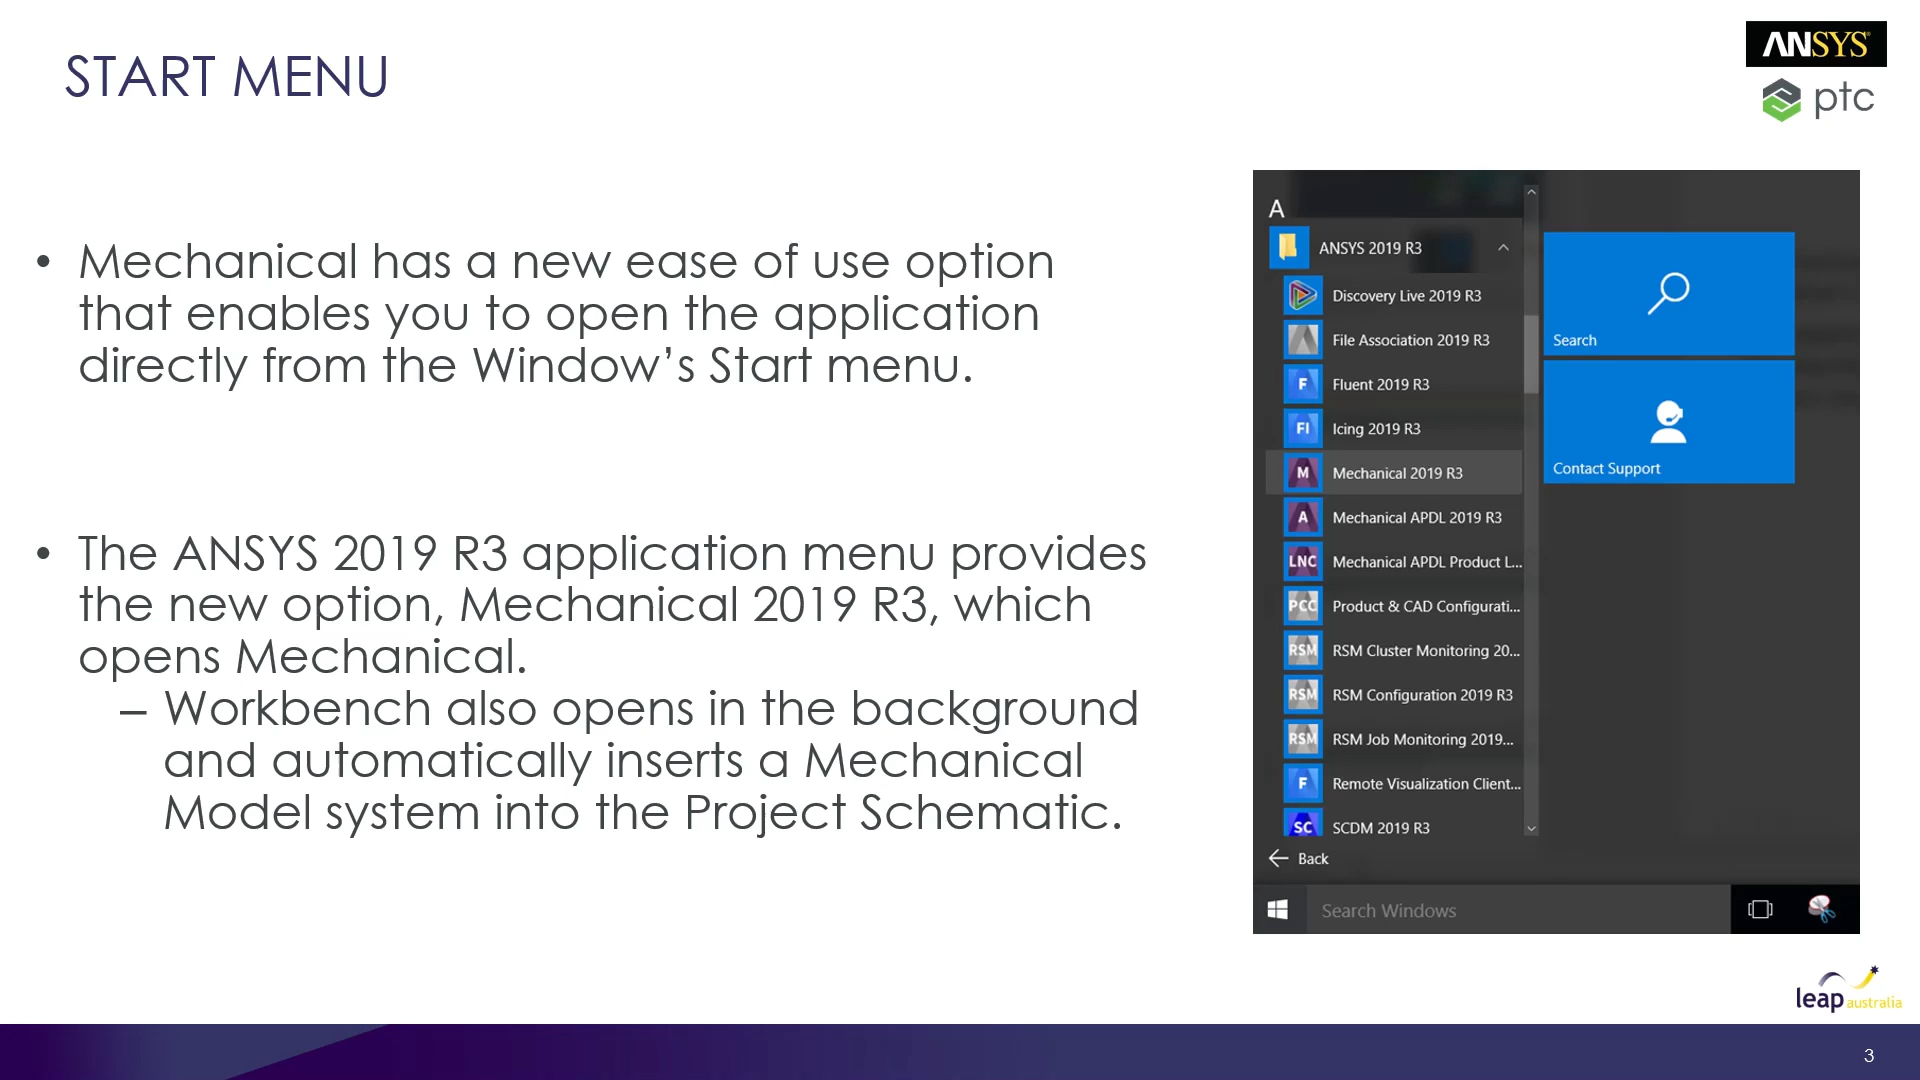 START MENU
ANSYS
ptc
• Mechanical has a new ease of use option
that enables you to open the application
directly from the Window’s Start menu.
• The ANSYS 2019 R3 application menu provides
the new option, Mechanical 2019 R3, which
opens Mechanical.
– Workbench also opens in the background
and automatically inserts a Mechanical
Model system into the Project Schematic.
A
ANSYS 2019 R3
Discovery Live 2019 R3
File Association 2019 R3
F Fluent 2019 R3
FI Icing 2019 R3
M Mechanical 2019 R3
A Mechanical APDL 2019 R3
LNC Mechanical APDL Product L...
PCC Product & CAD Configurati...
RSM RSM Cluster Monitoring 20...
RSM RSM Configuration 2019 R3
RSM RSM Job Monitoring 2019...
F Remote Visualization Client...
SC SCDM 2019 R3
Back
Search Windows
Search
Contact Support
leap australia
3